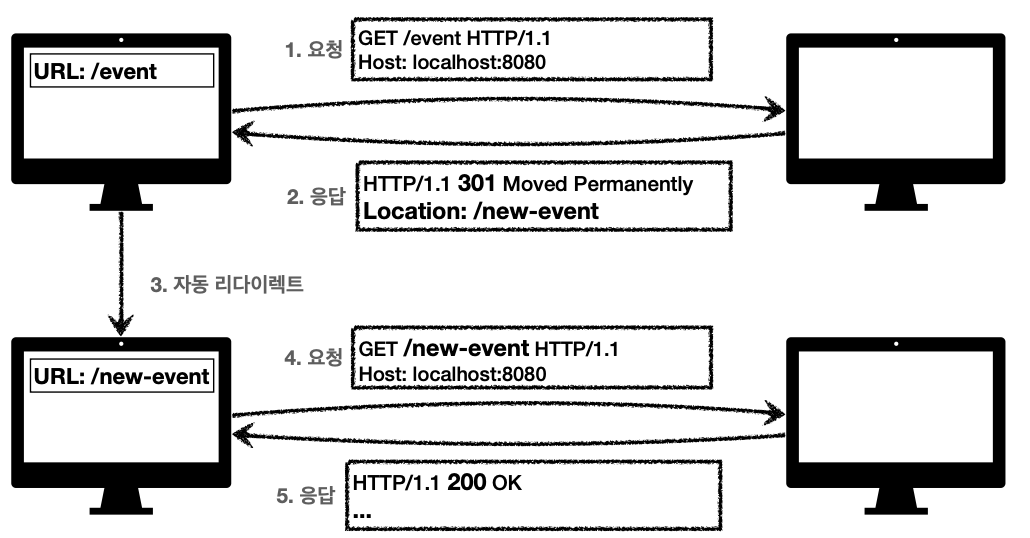 URL: /event
1. 요청
GET /event HTTP/1.1
Host: localhost:8080
2. 응답
HTTP/1.1 301 Moved Permanently
Location: /new-event
3. 자동 리다이렉트
URL: /new-event
4. 요청
GET /new-event HTTP/1.1
Host: localhost:8080
5. 응답
HTTP/1.1 200 OK
...